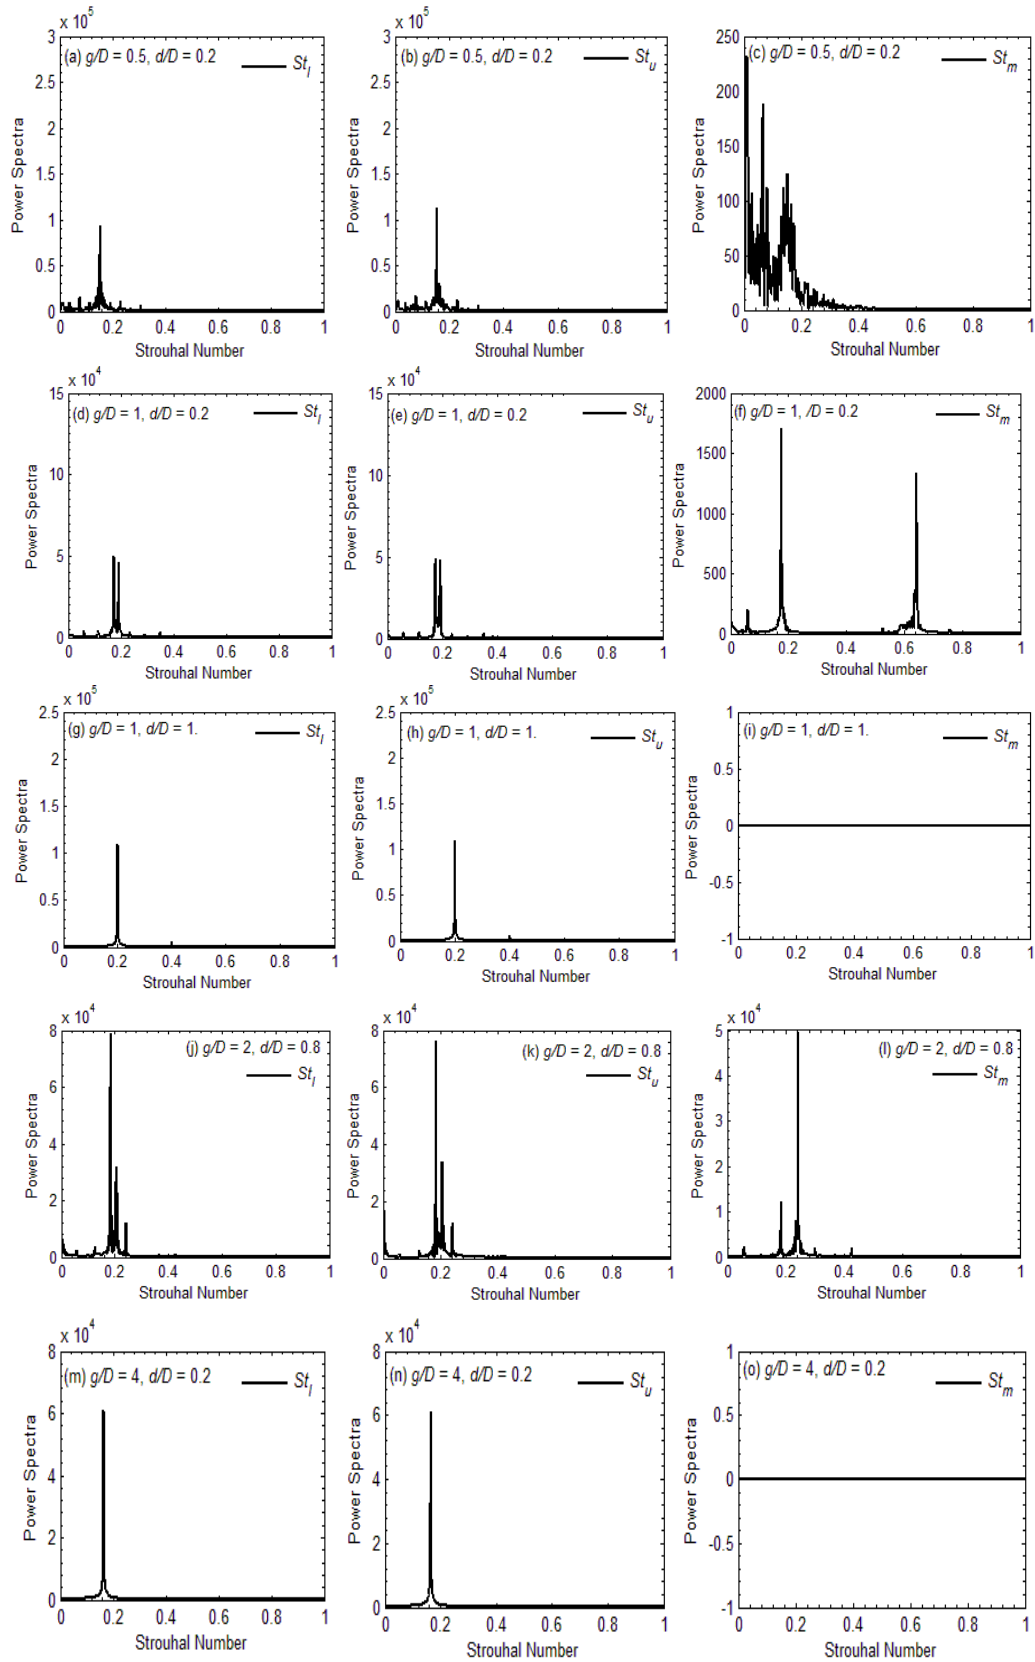 x 10^5
3
2.5
2
1.5
1
0.5
0
(a) g/D = 0.5, d/D = 0.2
St_l
Power Spectra
0 0.2 0.4 0.6 0.8 1
Strouhal Number
x 10^5
3
2.5
2
1.5
1
0.5
0
(b) g/D = 0.5, d/D = 0.2
St_u
Power Spectra
0 0.2 0.4 0.6 0.8 1
Strouhal Number
250
200
150
100
50
0
(c) g/D = 0.5, d/D = 0.2
St_m
Power Spectra
0 0.2 0.4 0.6 0.8 1
Strouhal Number
x 10^4
15
10
5
0
(d) g/D = 1, d/D = 0.2
St_l
Power Spectra
0 0.2 0.4 0.6 0.8 1
Strouhal Number
x 10^4
15
10
5
0
(e) g/D = 1, d/D = 0.2
St_u
Power Spectra
0 0.2 0.4 0.6 0.8 1
Strouhal Number
2000
1500
1000
500
0
(f) g/D = 1, /D = 0.2
St_m
Power Spectra
0 0.2 0.4 0.6 0.8 1
Strouhal Number
x 10^5
2.5
2
1.5
1
0.5
0
(g) g/D = 1, d/D = 1.
St_l
Power Spectra
0 0.2 0.4 0.6 0.8 1
Strouhal Number
x 10^5
2.5
2
1.5
1
0.5
0
(h) g/D = 1, d/D = 1.
St_u
Power Spectra
0 0.2 0.4 0.6 0.8 1
Strouhal Number
1
0.5
0
-0.5
-1
(i) g/D = 1, d/D = 1.
St_m
Power Spectra
0 0.2 0.4 0.6 0.8 1
Strouhal Number
x 10^4
8
6
4
2
0
(j) g/D = 2, d/D = 0.8
St_l
Power Spectra
0 0.2 0.4 0.6 0.8 1
Strouhal Number
x 10^4
8
6
4
2
0
(k) g/D = 2, d/D = 0.8
St_u
Power Spectra
0 0.2 0.4 0.6 0.8 1
Strouhal Number
x 10^4
5
4
3
2
1
0
(l) g/D = 2, d/D = 0.8
St_m
Power Spectra
0 0.2 0.4 0.6 0.8 1
Strouhal Number
x 10^4
8
6
4
2
0
(m) g/D = 4, d/D = 0.2
St_l
Power Spectra
0 0.2 0.4 0.6 0.8 1
Strouhal Number
x 10^4
8
6
4
2
0
(n) g/D = 4, d/D = 0.2
St_u
Power Spectra
0 0.2 0.4 0.6 0.8 1
Strouhal Number
1
0.5
0
-0.5
-1
(o) g/D = 4, d/D = 0.2
St_m
Power Spectra
0 0.2 0.4 0.6 0.8 1
Strouhal Number